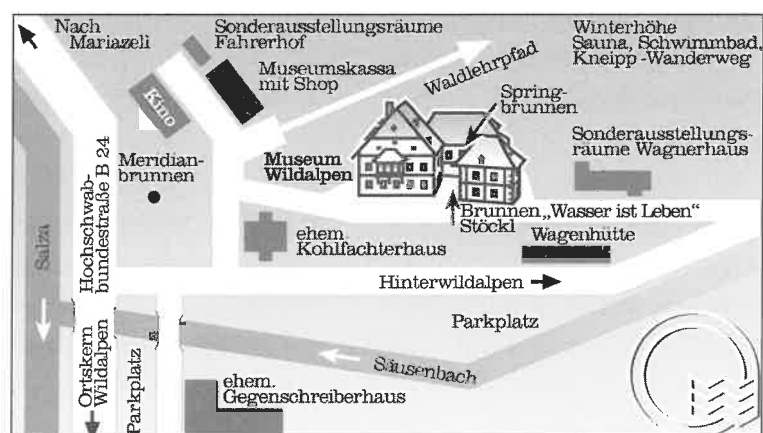 Nach
Mariazeli
Sonderausstellungsräume
Fahrerhof
Museumskassa
mit Shop
Kino
Waldlehrpfad
Winterhöhe
Sauna, Schwimmbad,
Kneipp-Wanderweg
Spring-
brunnen
Meridian-
brunnen
Museum
Wildalpen
Sonderausstellungs-
räume Wagnerhaus
Brunnen „Wasser ist Leben"
Stöckl
Wagenhütte
ehem.
Kohlfachterhaus
Salza
Hochschwab-
bundestraße B 24
Hinterwildalpen
Parkplatz
Säusenbach
Ortskern
Wildalpen
Parkplatz
ehem.
Gegenschreiberhaus